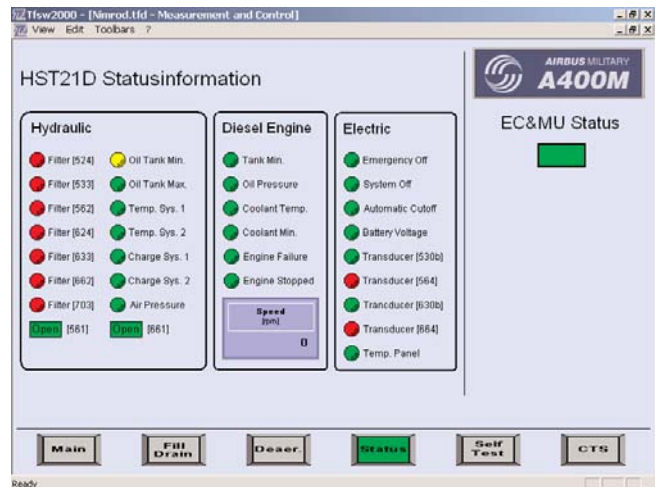 Tfsw2000 - [Nimrod.tfd - Measurement and Control]
View Edit Toolbars ?
HST21D Statusinformation
AIRBUS MILITARY
A400M
EC&MU Status
Hydraulic
Filter [524]
Filter [533]
Filter [562]
Filter [624]
Filter [633]
Filter [662]
Filter [703]
Open [561]
Oil Tank Min.
Oil Tank Max.
Temp. Sys. 1
Temp. Sys. 2
Charge Sys. 1
Charge Sys. 2
Air Pressure
Open [661]
Diesel Engine
Tank Min.
Oil Pressure
Coolant Temp.
Coolant Min.
Engine Failure
Engine Stopped
Speed
[rpm]
0
Electric
Emergency Off
System Off
Automatic Cutoff
Battery Voltage
Transducer [530b]
Transducer [564]
Transducer [630b]
Transducer [664]
Temp. Panel
Main
Fill
Drain
Deaer.
Status
Self
Test
CTS
Ready